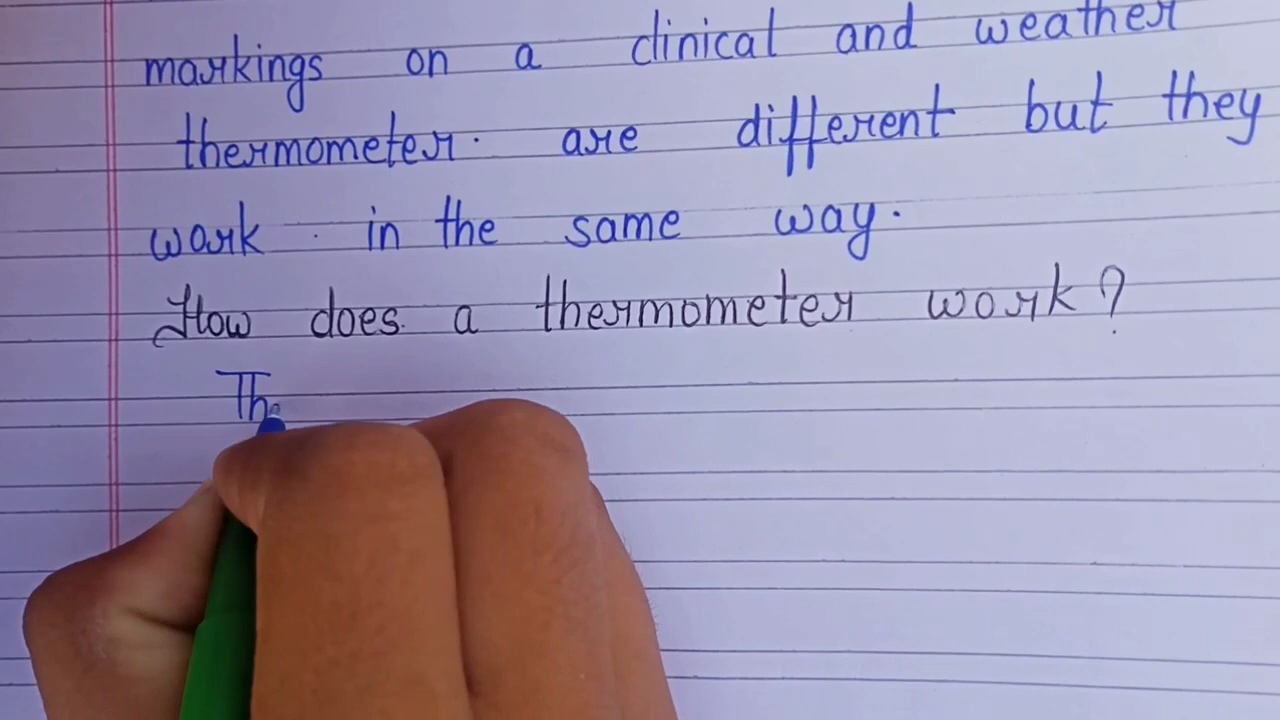 markings on a clinical and weather
thermometer. are different but they
work in the same way.
How does a thermometer work?
Th